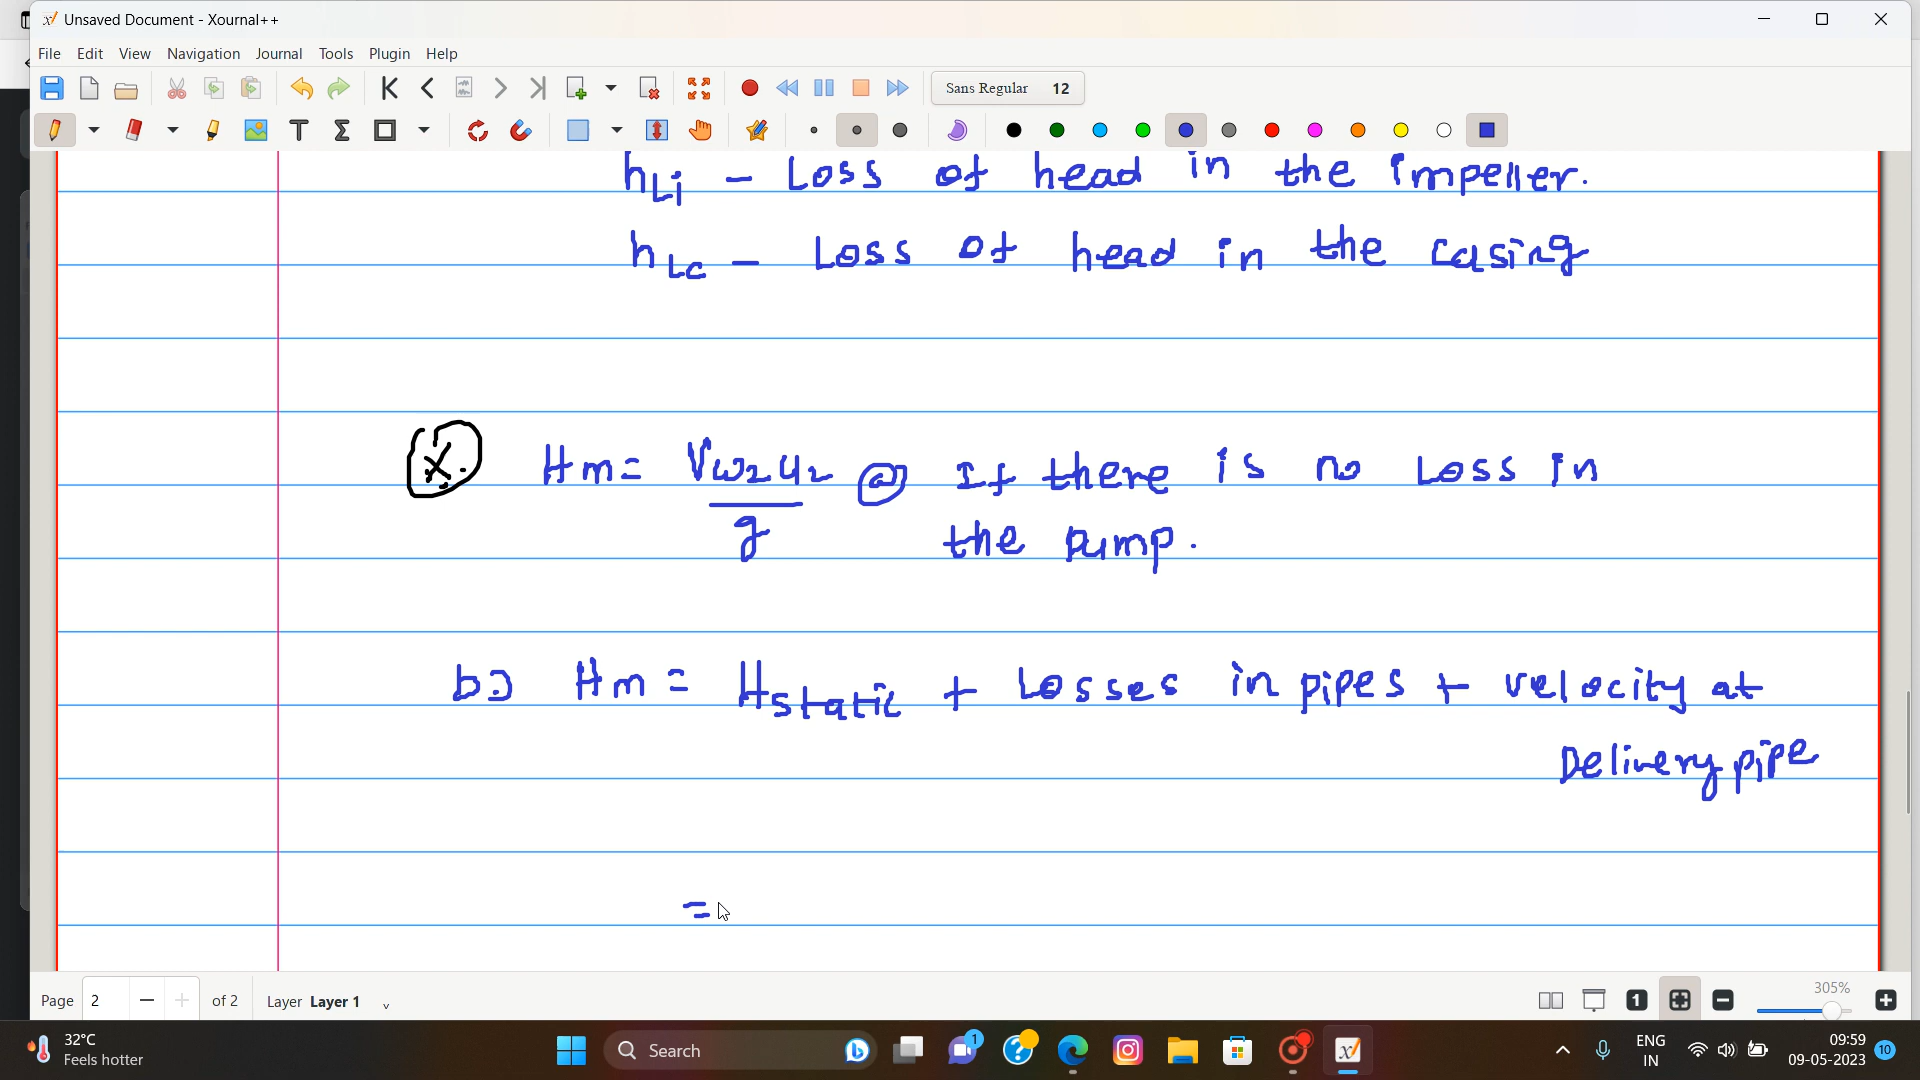 Unsaved Document - Xournal++
File Edit View Navigation Journal Tools Plugin Help
Sans Regular 12
hLi - Loss of head in the impeller.
hLc - Loss of head in the casing
x. Hm = Vw2u2 @ If there is no Loss in
g the pump.
b.) Hm = Hstatic + Losses in pipes + velocity at
Delivery pipe
=
Page 2 of 2 Layer Layer 1 305%
32°C
Feels hotter
Search
1
ENG
IN
09:59
09-05-2023
10